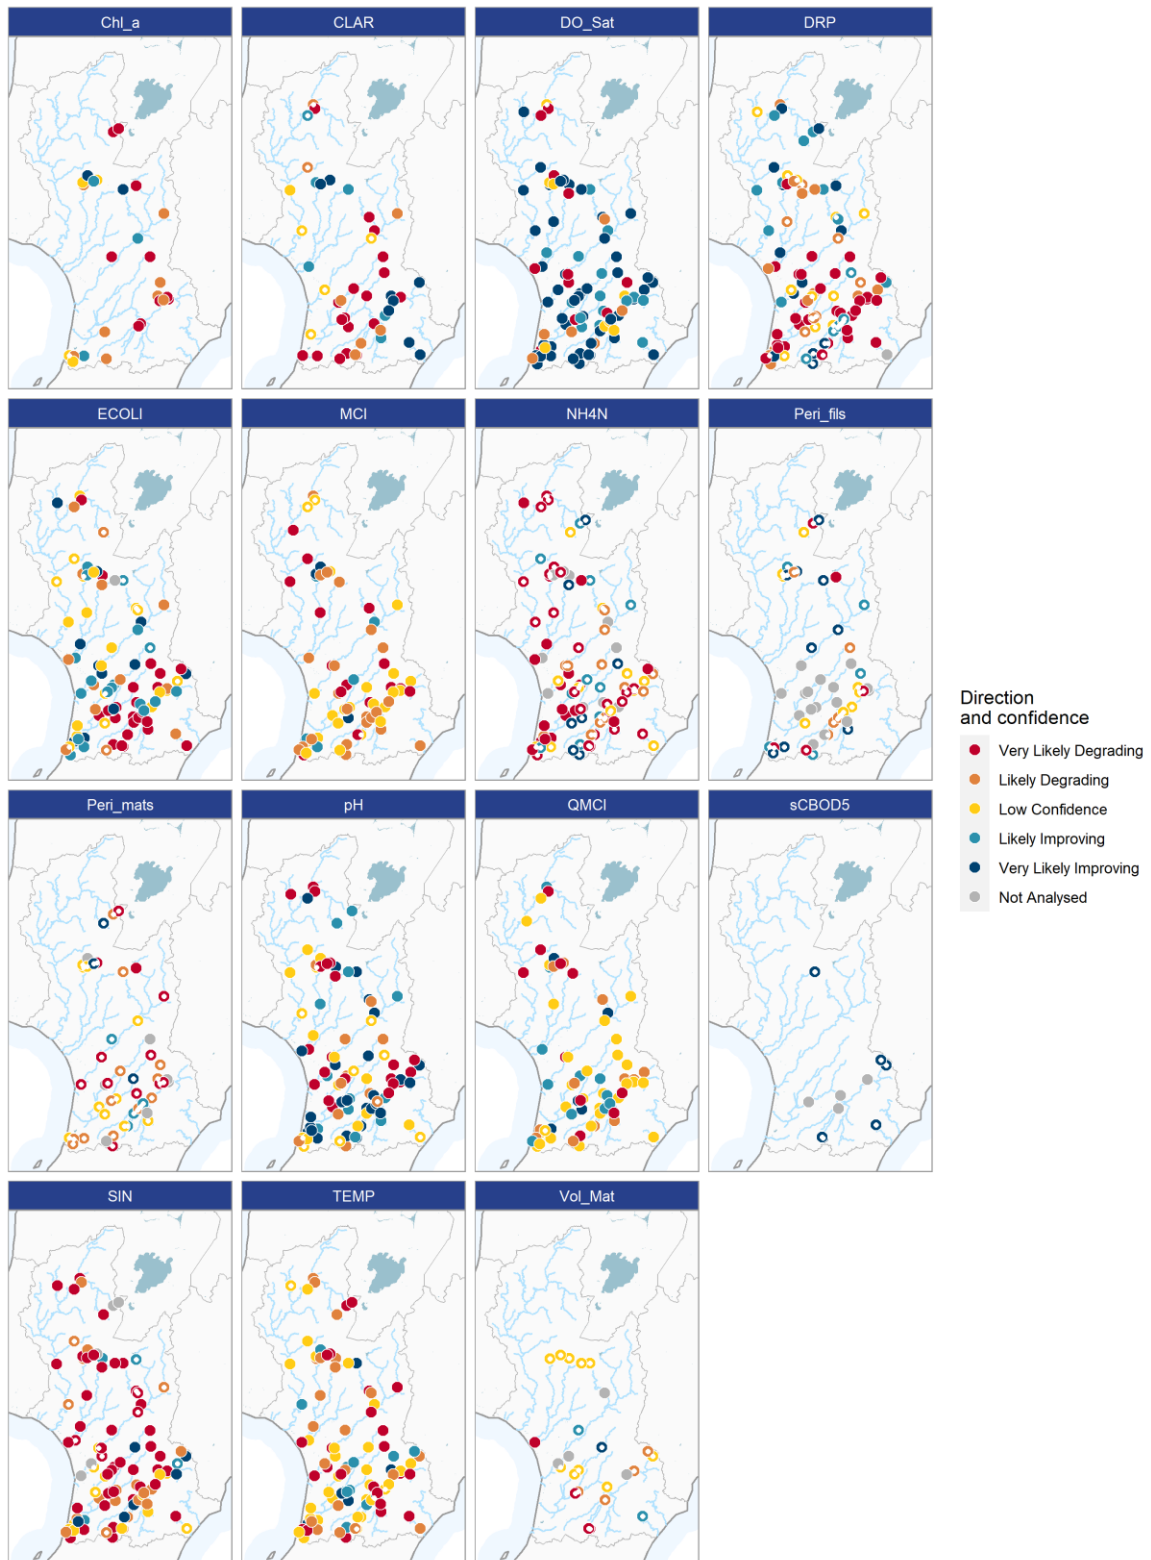 Chl_a
CLAR
DO_Sat
DRP
ECOLI
MCI
NH4N
Peri_fils
Direction
and confidence
Very Likely Degrading
Likely Degrading
Low Confidence
Likely Improving
Very Likely Improving
Not Analysed
Peri_mats
pH
QMCI
sCBOD5
SIN
TEMP
Vol_Mat